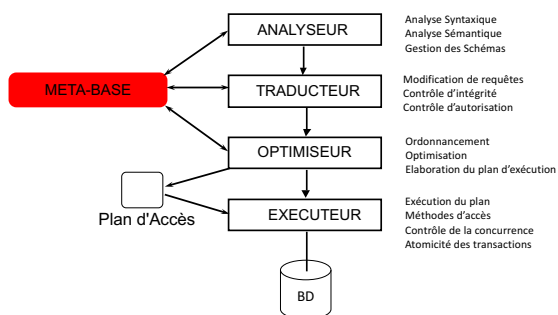 ANALYSEUR
Analyse Syntaxique
Analyse Sémantique
Gestion des Schémas
META-BASE
TRADUCTEUR
Modification de requêtes
Contrôle d'intégrité
Contrôle d'autorisation
OPTIMISEUR
Ordonnancement
Optimisation
Elaboration du plan d'exécution
Plan d'Accès
EXECUTEUR
Exécution du plan
Méthodes d'accès
Contrôle de la concurrence
Atomicité des transactions
BD